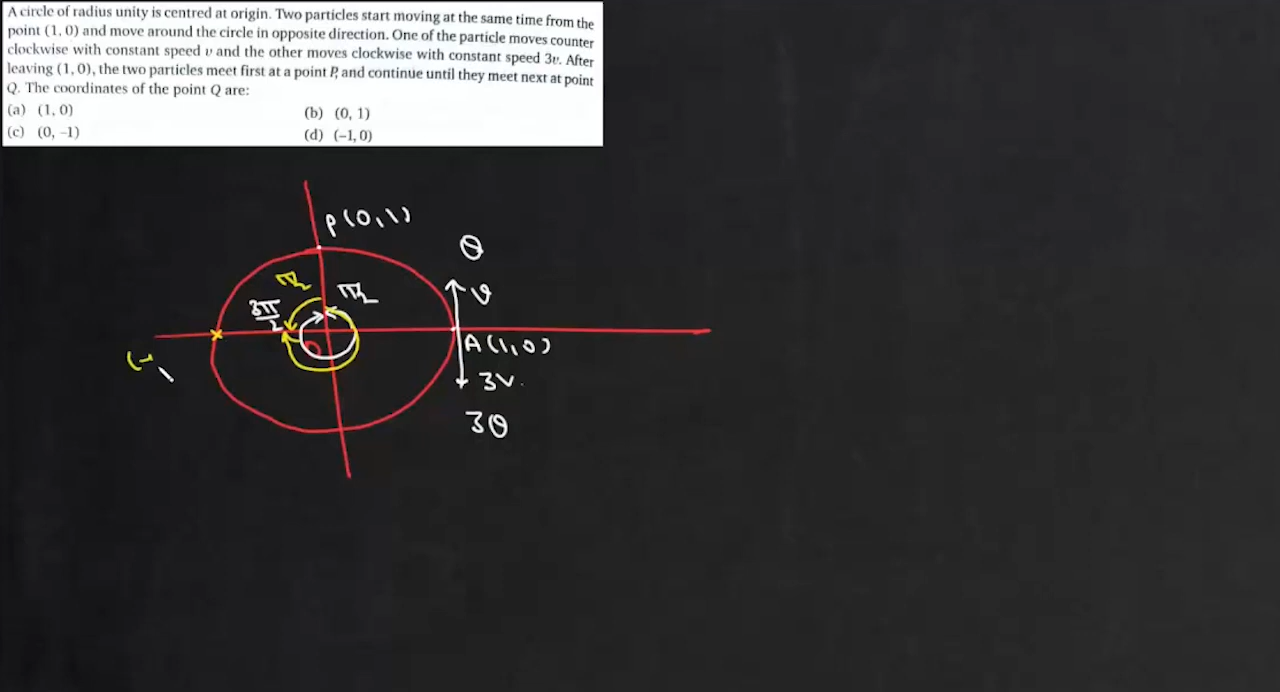 A circle of radius unity is centred at origin. Two particles start moving at the same time from the
point (1, 0) and move around the circle in opposite direction. One of the particle moves counter
clockwise with constant speed v and the other moves clockwise with constant speed 3v. After
leaving (1, 0), the two particles meet first at a point P, and continue until they meet next at point
Q. The coordinates of the point Q are:
(a) (1, 0)
(b) (0, 1)
(c) (0, –1)
(d) (–1, 0)
P(0,1)
θ
π/2
π/2
v
3π/2
A(1,0)
(-1
3v.
3θ